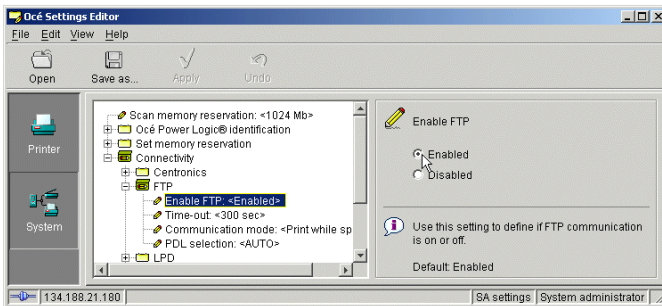 Océ Settings Editor
File Edit View Help
Open Save as... Apply Undo
Printer
System
Scan memory reservation: <1024 Mb>
Océ Power Logic® identification
Set memory reservation
Connectivity
Centronics
FTP
Enable FTP: <Enabled>
Time-out: <300 sec>
Communication mode: <Print while sp
PDL selection: <AUTO>
LPD
Enable FTP
Enabled
Disabled
Use this setting to define if FTP communication
is on or off.
Default: Enabled
134.188.21.180 SA settings System administrator